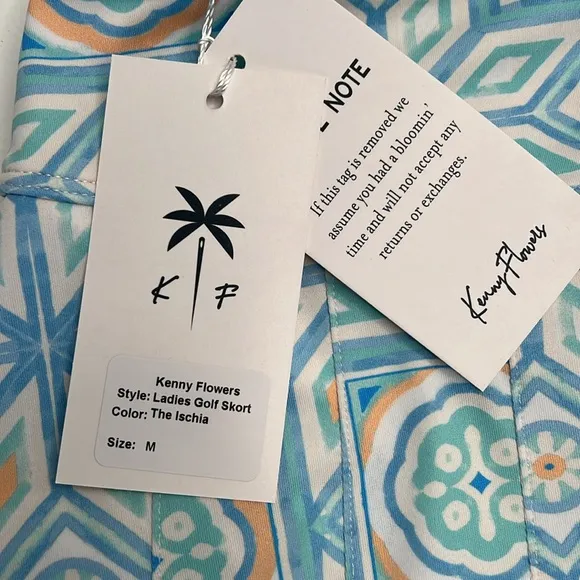 K F
Kenny Flowers
Style: Ladies Golf Skort
Color: The Ischia
Size: M
NOTE
If this tag is removed we
assume you had a bloomin'
time and will not accept any
returns or exchanges.
Kenny Flowers